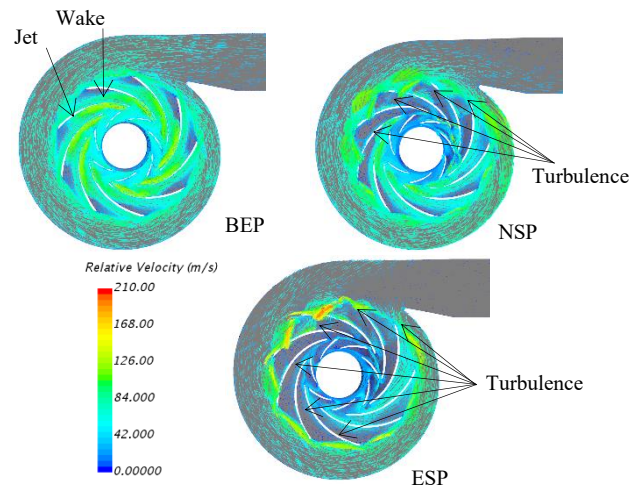 Wake
Jet
BEP
Turbulence
NSP
Relative Velocity (m/s)
210.00
168.00
126.00
84.000
42.000
0.00000
Turbulence
ESP